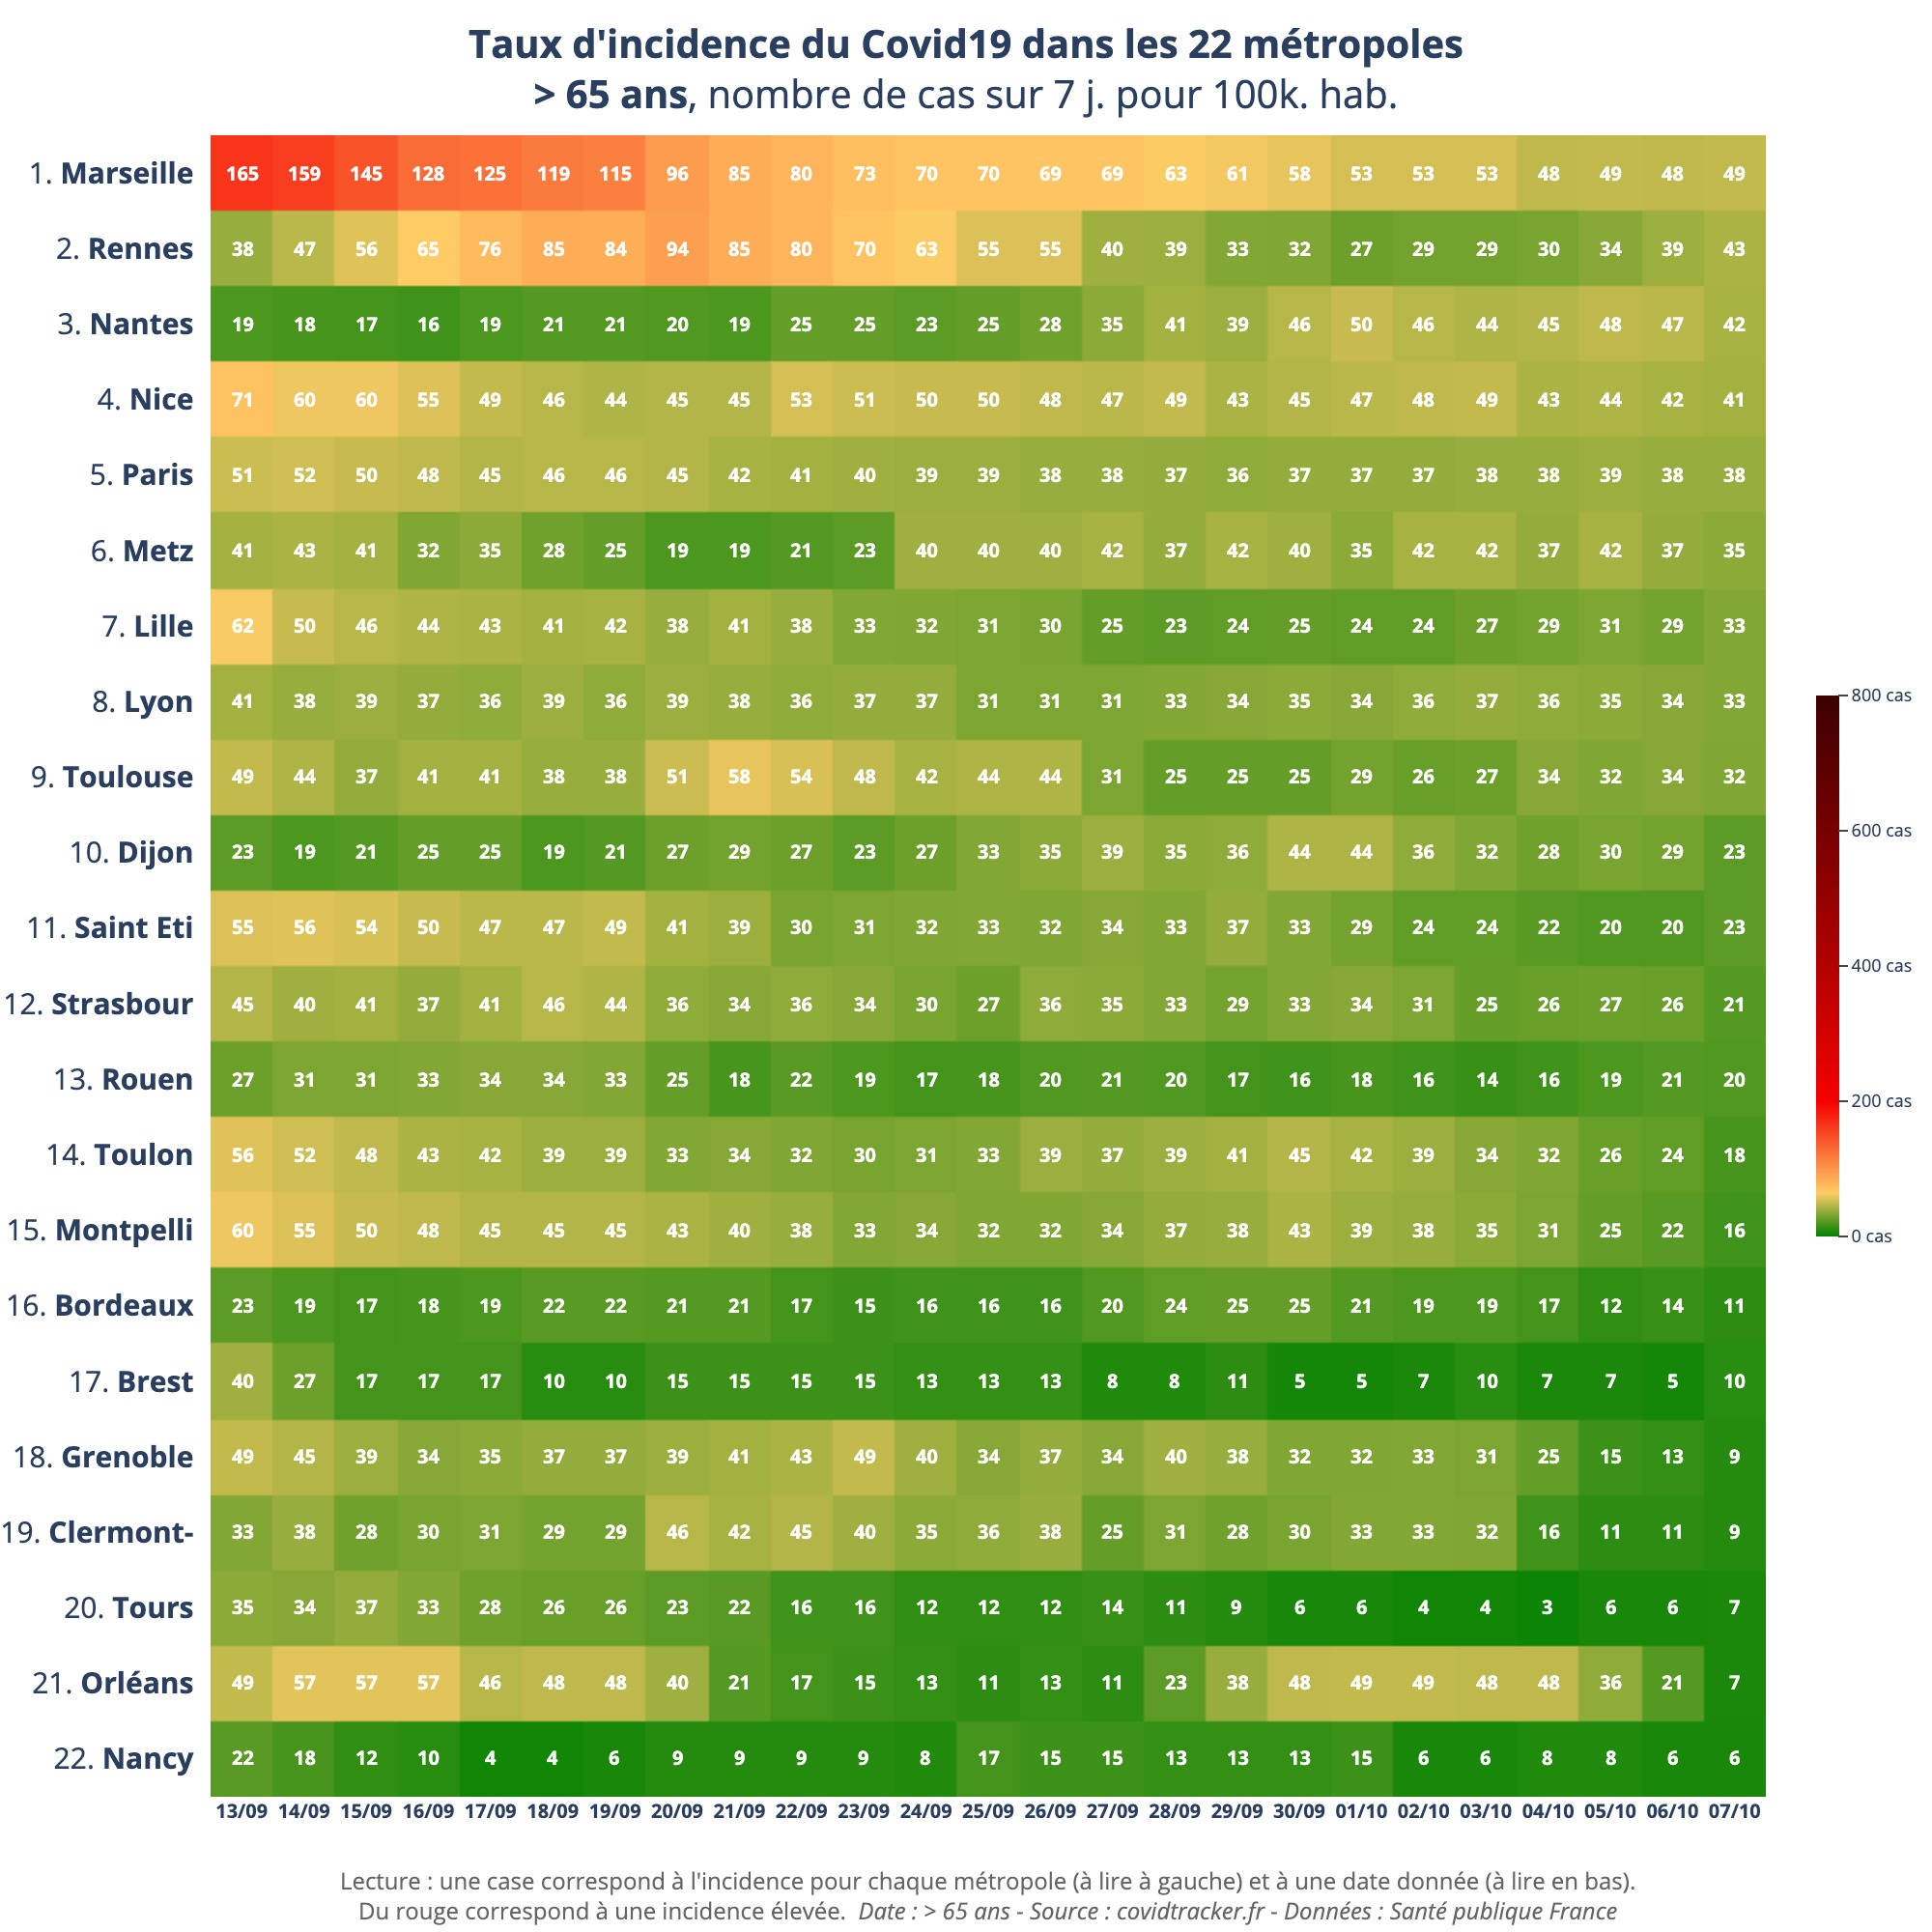 Taux d'incidence du Covid19 dans les 22 métropoles
> 65 ans, nombre de cas sur 7 j. pour 100k. hab.
1. Marseille 165 159 145 128 125 119 115 96 85 80 73 70 70 69 69 63 61 58 53 53 53 48 49 48 49
2. Rennes 38 47 56 65 76 85 84 94 85 80 70 63 55 55 40 39 33 32 27 29 29 30 34 39 43
3. Nantes 19 18 17 16 19 21 21 20 19 25 25 23 25 28 35 41 39 46 50 46 44 45 48 47 42
4. Nice 71 60 60 55 49 46 44 45 45 53 51 50 50 48 47 49 43 45 47 48 49 43 44 42 41
5. Paris 51 52 50 48 45 46 46 45 42 41 40 39 39 38 38 37 36 37 37 37 38 38 39 38 38
6. Metz 41 43 41 32 35 28 25 19 19 21 23 40 40 40 42 37 42 40 35 42 42 37 42 37 35
7. Lille 62 50 46 44 43 41 42 38 41 38 33 32 31 30 25 23 24 25 24 24 27 29 31 29 33
8. Lyon 41 38 39 37 36 39 36 39 38 36 37 37 31 31 31 33 34 35 34 36 37 36 35 34 33
9. Toulouse 49 44 37 41 41 38 38 51 58 54 48 42 44 44 31 25 25 25 29 26 27 34 32 34 32
10. Dijon 23 19 21 25 25 19 21 27 29 27 23 27 33 35 39 35 36 44 44 36 32 28 30 29 23
11. Saint Eti 55 56 54 50 47 47 49 41 39 30 31 32 33 32 34 33 37 33 29 24 24 22 20 20 23
12. Strasbour 45 40 41 37 41 46 44 36 34 36 34 30 27 36 35 33 29 33 34 31 25 26 27 26 21
13. Rouen 27 31 31 33 34 34 33 25 18 22 19 17 18 20 21 20 17 16 18 16 14 16 19 21 20
14. Toulon 56 52 48 43 42 39 39 33 34 32 30 31 33 39 37 39 41 45 42 39 34 32 26 24 18
15. Montpelli 60 55 50 48 45 45 45 43 40 38 33 34 32 32 34 37 38 43 39 38 35 31 25 22 16
16. Bordeaux 23 19 17 18 19 22 22 21 21 17 15 16 16 16 20 24 25 25 21 19 19 17 12 14 11
17. Brest 40 27 17 17 17 10 10 15 15 15 15 13 13 13 8 8 11 5 5 7 10 7 7 5 10
18. Grenoble 49 45 39 34 35 37 37 39 41 43 49 40 34 37 34 40 38 32 32 33 31 25 15 13 9
19. Clermont- 33 38 28 30 31 29 29 46 42 45 40 35 36 38 25 31 28 30 33 33 32 16 11 11 9
20. Tours 35 34 37 33 28 26 26 23 22 16 16 12 12 12 14 11 9 6 6 4 4 3 6 6 7
21. Orléans 49 57 57 57 46 48 48 40 21 17 15 13 11 13 11 23 38 48 49 49 48 48 36 21 7
22. Nancy 22 18 12 10 4 4 6 9 9 9 9 8 17 15 15 13 13 13 15 6 6 8 8 6 6
13/09 14/09 15/09 16/09 17/09 18/09 19/09 20/09 21/09 22/09 23/09 24/09 25/09 26/09 27/09 28/09 29/09 30/09 01/10 02/10 03/10 04/10 05/10 06/10 07/10
800 cas
600 cas
400 cas
200 cas
0 cas
Lecture : une case correspond à l'incidence pour chaque métropole (à lire à gauche) et à une date donnée (à lire en bas).
Du rouge correspond à une incidence élevée. Date : > 65 ans - Source : covidtracker.fr - Données : Santé publique France